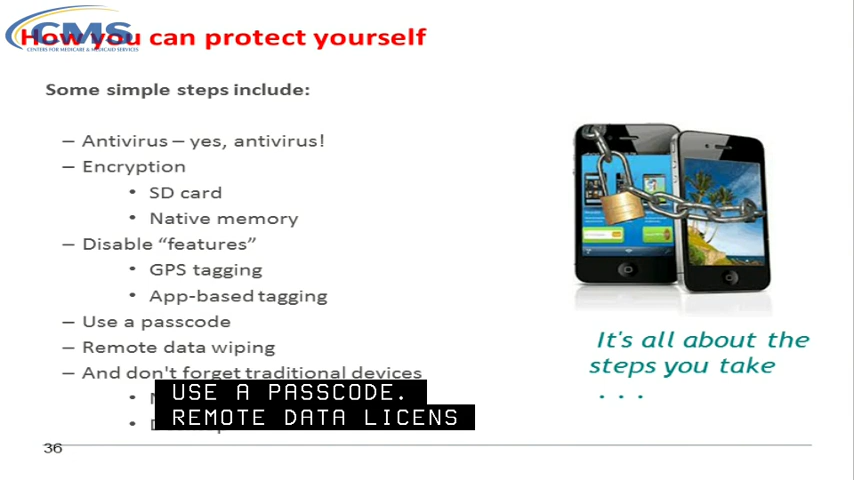 CMS
CENTERS FOR MEDICARE & MEDICAID SERVICES
How you can protect yourself
Some simple steps include:
– Antivirus – yes, antivirus!
– Encryption
• SD card
• Native memory
– Disable “features”
• GPS tagging
• App-based tagging
– Use a passcode
– Remote data wiping
– And don't forget traditional devices
USE A PASSCODE.
REMOTE DATA LICENS
It's all about the
steps you take
. . .
36